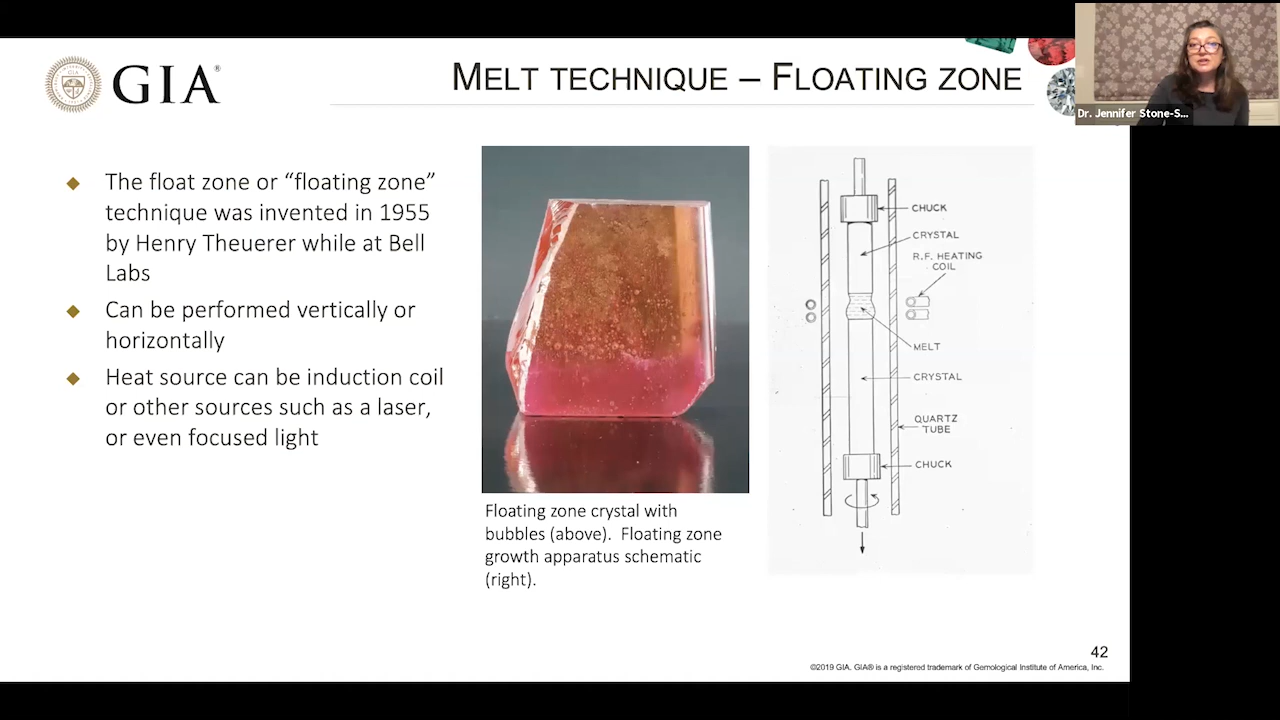 GIA®
MELT TECHNIQUE – FLOATING ZONE
Dr. Jennifer Stone-S...
The float zone or “floating zone”
technique was invented in 1955
by Henry Theuerer while at Bell
Labs
Can be performed vertically or
horizontally
Heat source can be induction coil
or other sources such as a laser,
or even focused light
Floating zone crystal with
bubbles (above). Floating zone
growth apparatus schematic
(right).
CHUCK
CRYSTAL
R.F. HEATING
COIL
MELT
CRYSTAL
QUARTZ
TUBE
CHUCK
42
©2019 GIA. GIA® is a registered trademark of Gemological Institute of America, Inc.